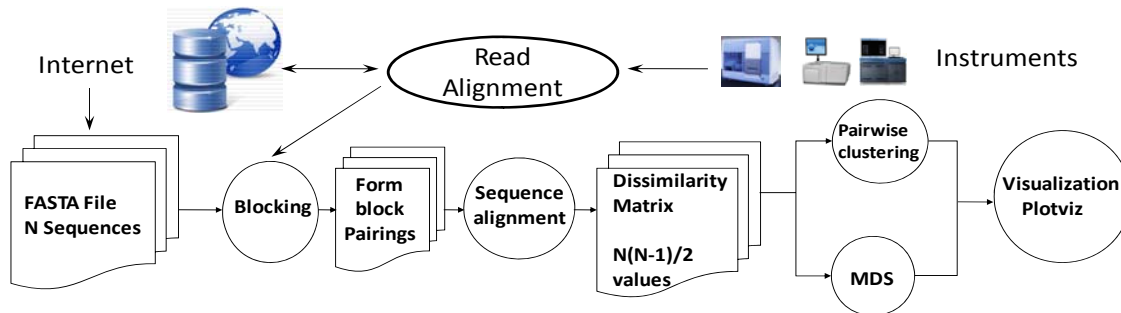 Internet
Read
Alignment
Instruments
FASTA File
N Sequences
Blocking
Form
block
Pairings
Sequence
alignment
Dissimilarity
Matrix
N(N-1)/2
values
Pairwise
clustering
MDS
Visualization
Plotviz